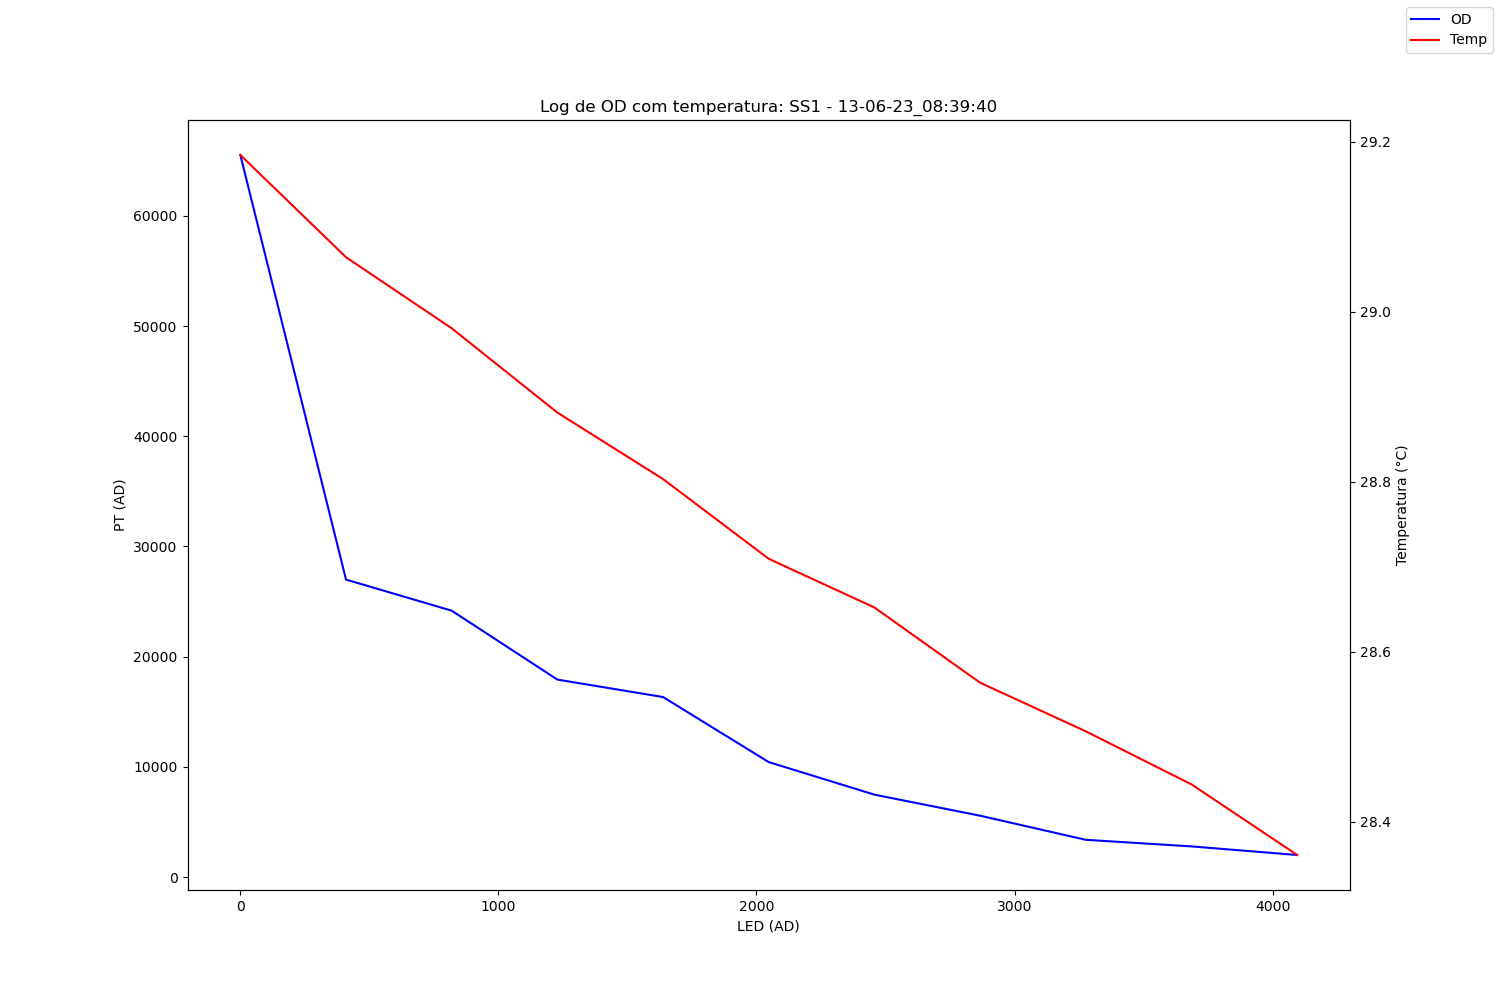 OD
Temp
Log de OD com temperatura: SS1 - 13-06-23_08:39:40
60000
50000
40000
30000
20000
10000
0
PT (AD)
29.2
29.0
28.8
28.6
28.4
Temperatura (°C)
0 1000 2000 3000 4000
LED (AD)